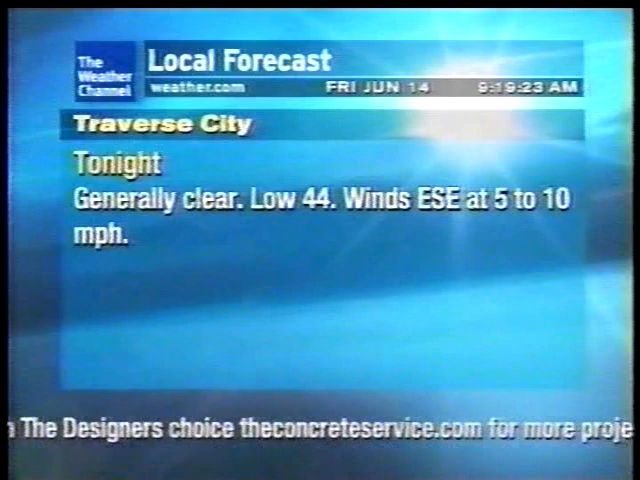 The
Weather
Channel
Local Forecast
weather.com FRI JUN 14 9:19:23 AM
Traverse City
Tonight
Generally clear. Low 44. Winds ESE at 5 to 10
mph.
The Designers choice theconcreteservice.com for more proje